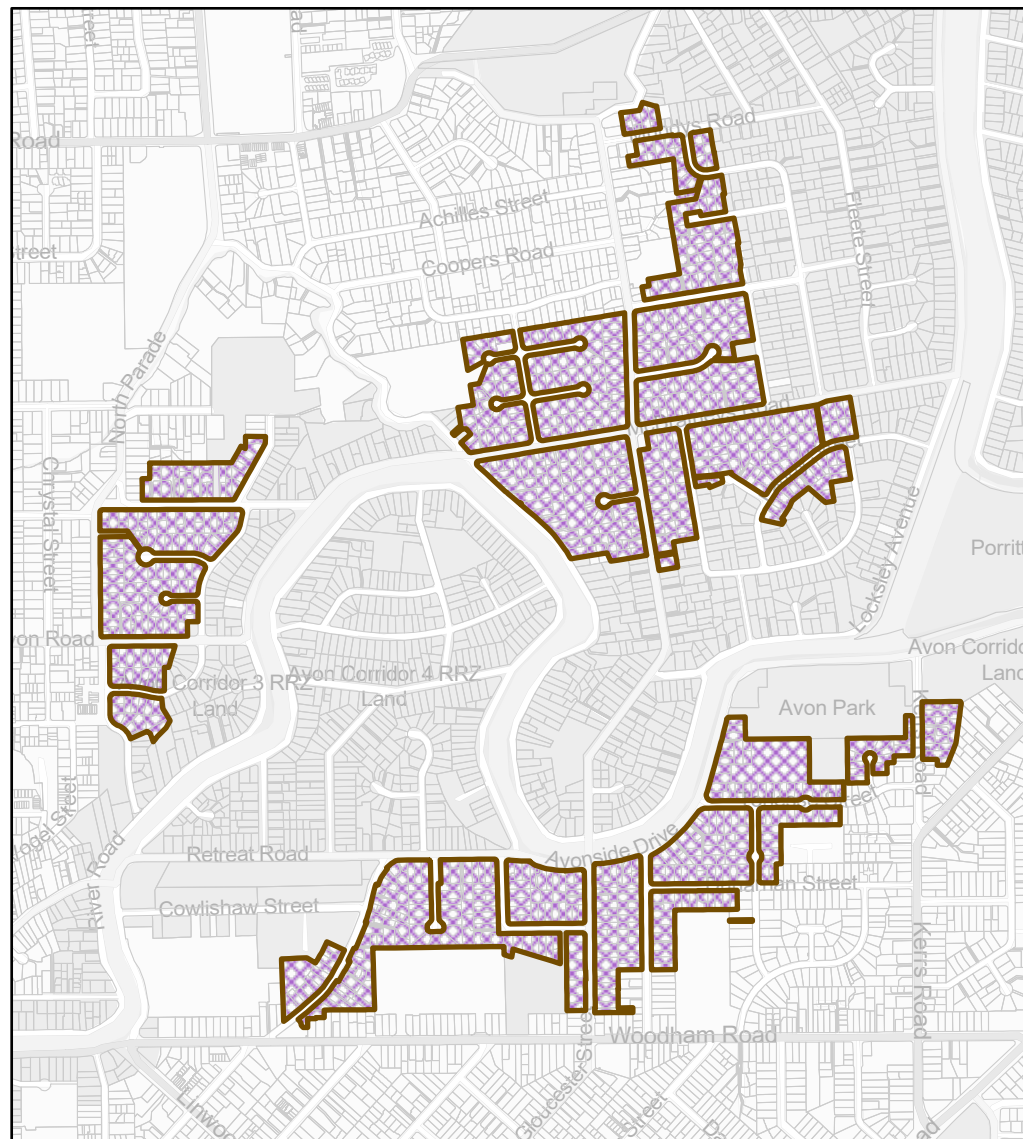 Road
Achilles Street
Coopers Road
Fleete Street
North Parade
Chrystal Street
Road
Locksley Avenue
Porritt
Avon Corrido
Land
Corridor 3 RRZ
Land
Avon Corridor 4 RRZ
Land
Avon Park
Road
River Road
Retreat Road
Avonside Drive
Street
Cowlishaw Street
Kerrs Road
Woodham Road
Linwoo
Gloucester Street
Street